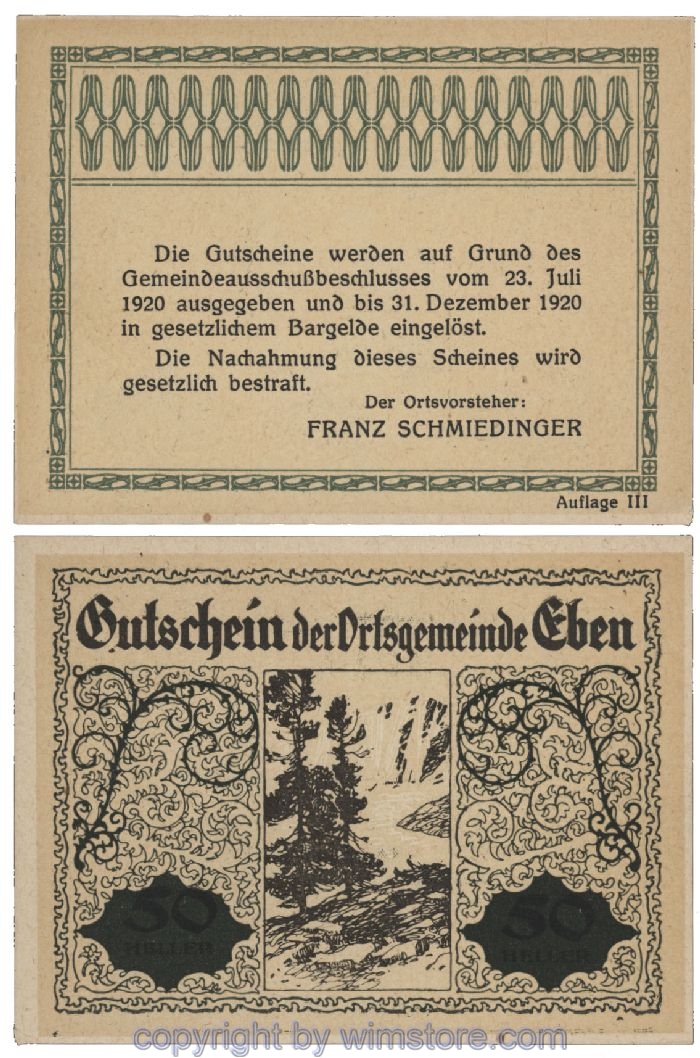 Die Gutscheine werden auf Grund des
Gemeindeausschußbeschlusses vom 23. Juli
1920 ausgegeben und bis 31. Dezember 1920
in gesetzlichem Bargelde eingelöst.
Die Nachahmung dieses Scheines wird
gesetzlich bestraft.
Der Ortsvorsteher:
FRANZ SCHMIEDINGER
Auflage III
Gutschein der Ortsgemeinde Eben
50 50
HELLER HELLER
copyright by wimstore.com